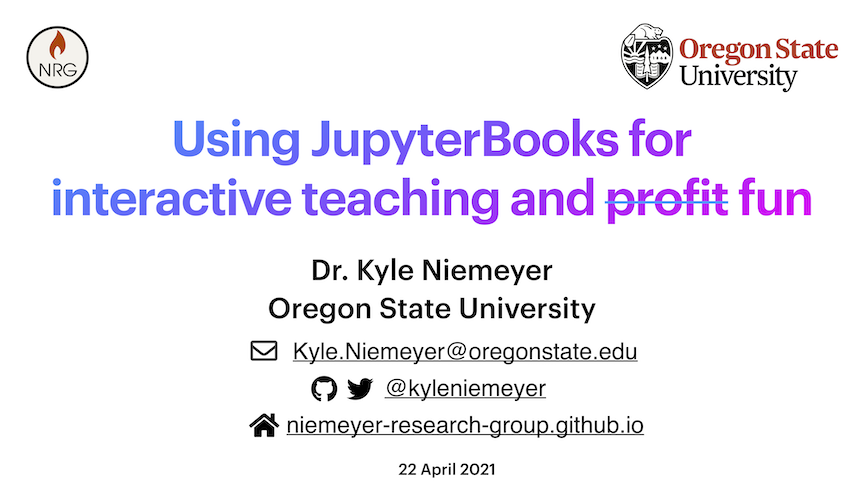 NRG
Oregon State
University
Using JupyterBooks for
interactive teaching and profit fun
Dr. Kyle Niemeyer
Oregon State University
Kyle.Niemeyer@oregonstate.edu
@kyleniemeyer
niemeyer-research-group.github.io
22 April 2021